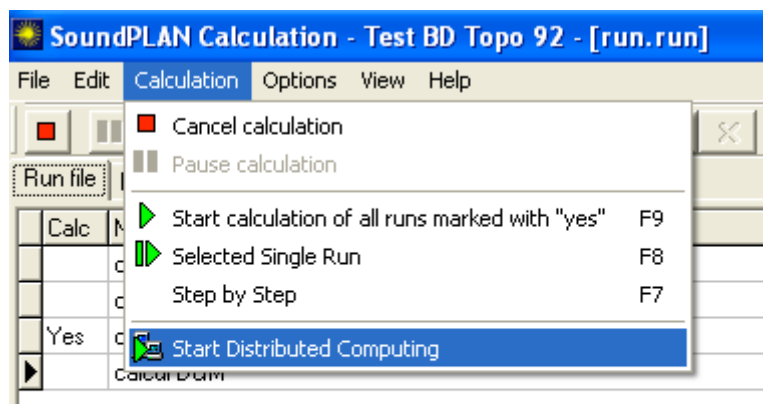 SoundPLAN Calculation - Test BD Topo 92 - [run.run]
File Edit Calculation Options View Help
Cancel calculation
Pause calculation
Run file
Start calculation of all runs marked with "yes" F9
Calc
Selected Single Run F8
Step by Step F7
Yes
Start Distributed Computing